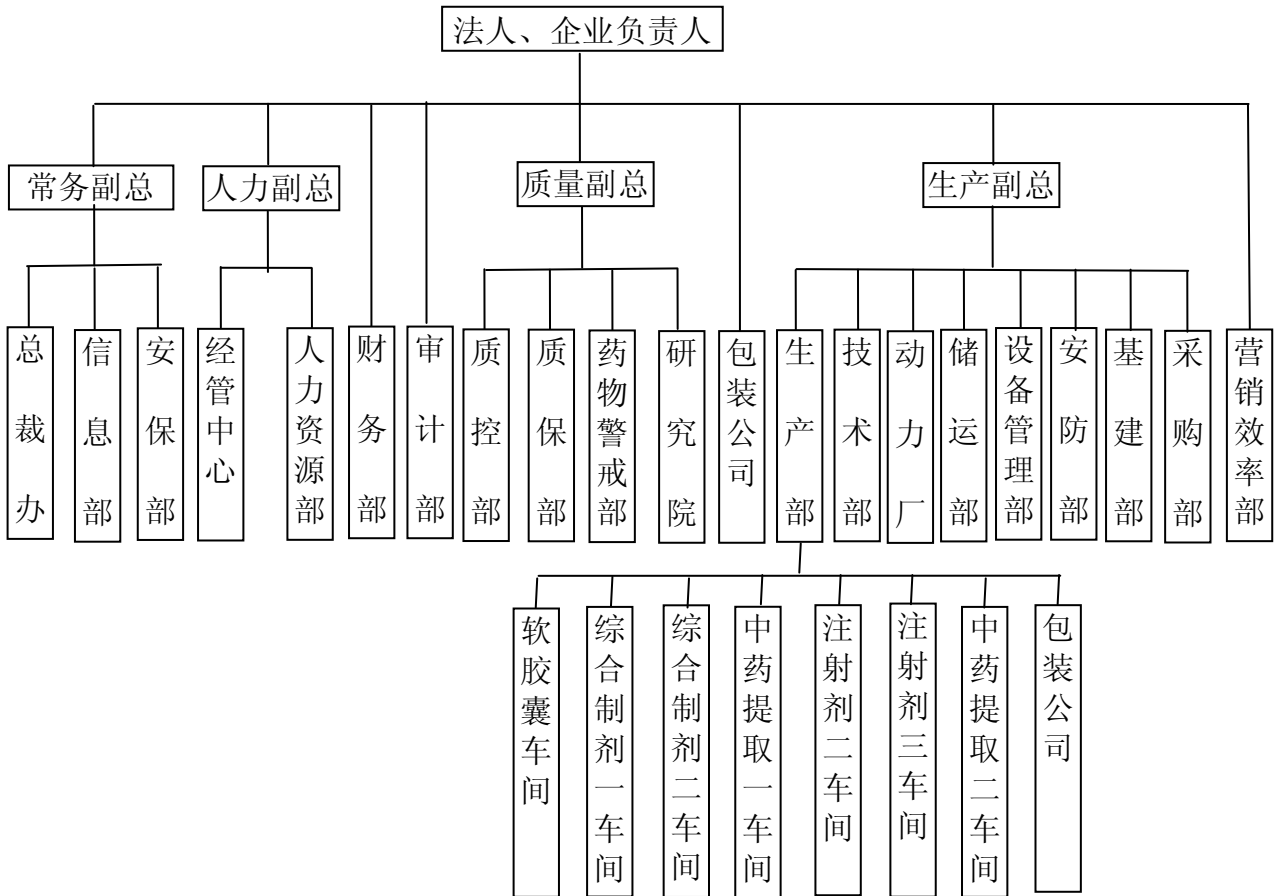 法人、企业负责人
常务副总
人力副总
质量副总
生产副总
总裁办
信息部
安保部
经管中心
人力资源部
财务部
审计部
质控部
质保部
药物警戒部
研究院
包装公司
生产部
技术部
动力厂
储运部
设备管理部
安防部
基建部
采购部
营销效率部
软胶囊车间
综合制剂一车间
综合制剂二车间
中药提取一车间
注射剂二车间
注射剂三车间
中药提取二车间
包装公司